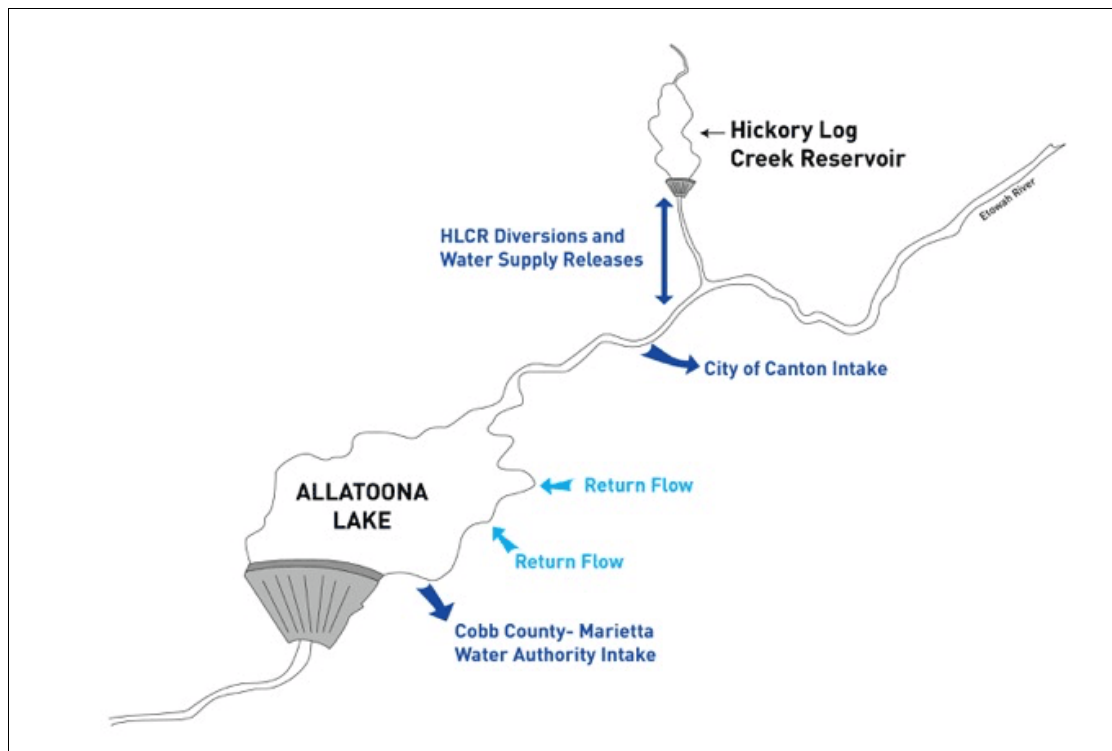 Hickory Log
Creek Reservoir
Etowah River
HLCR Diversions and
Water Supply Releases
City of Canton Intake
ALLATOONA
LAKE
Return Flow
Return Flow
Cobb County- Marietta
Water Authority Intake